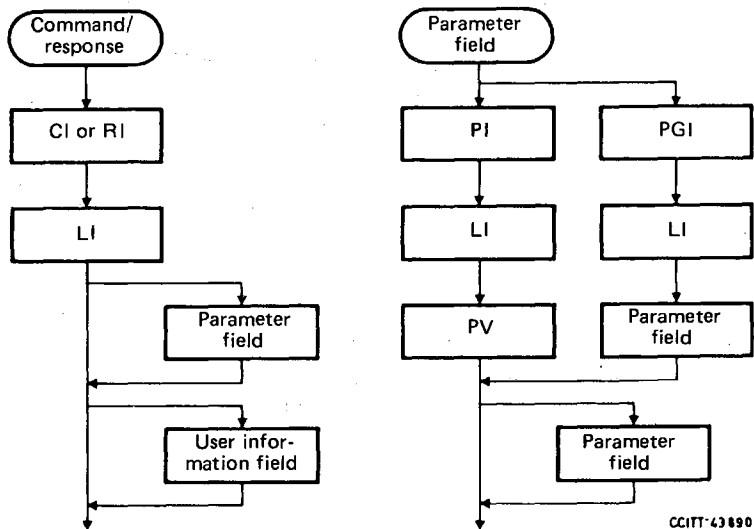 Command/
response
CI or RI
LI
Parameter
field
User infor-
mation field
Parameter
field
PI
PGI
LI
LI
PV
Parameter
field
Parameter
field
CCITT-43890